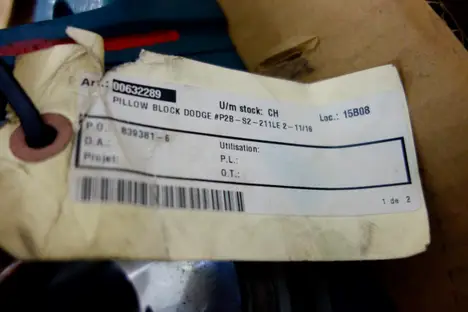 Art.: 00632289 U/m stock: CH Loc.: 15808
PILLOW BLOCK DODGE #P2B-S2-211LE 2-11/16
P.O.: 839381-6 Utilisation:
D.A.: P.L.:
Projet: O.T.:
1 de 2